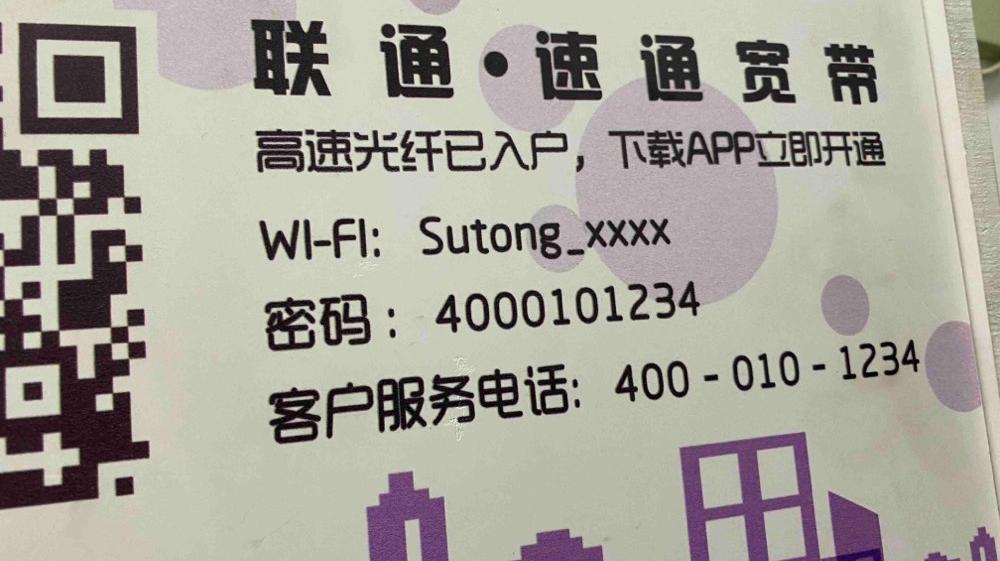 联通·速通宽带
高速光纤已入户，下载APP立即开通
WI-FI: Sutong_xxxx
密码：4000101234
客户服务电话: 400-010-1234